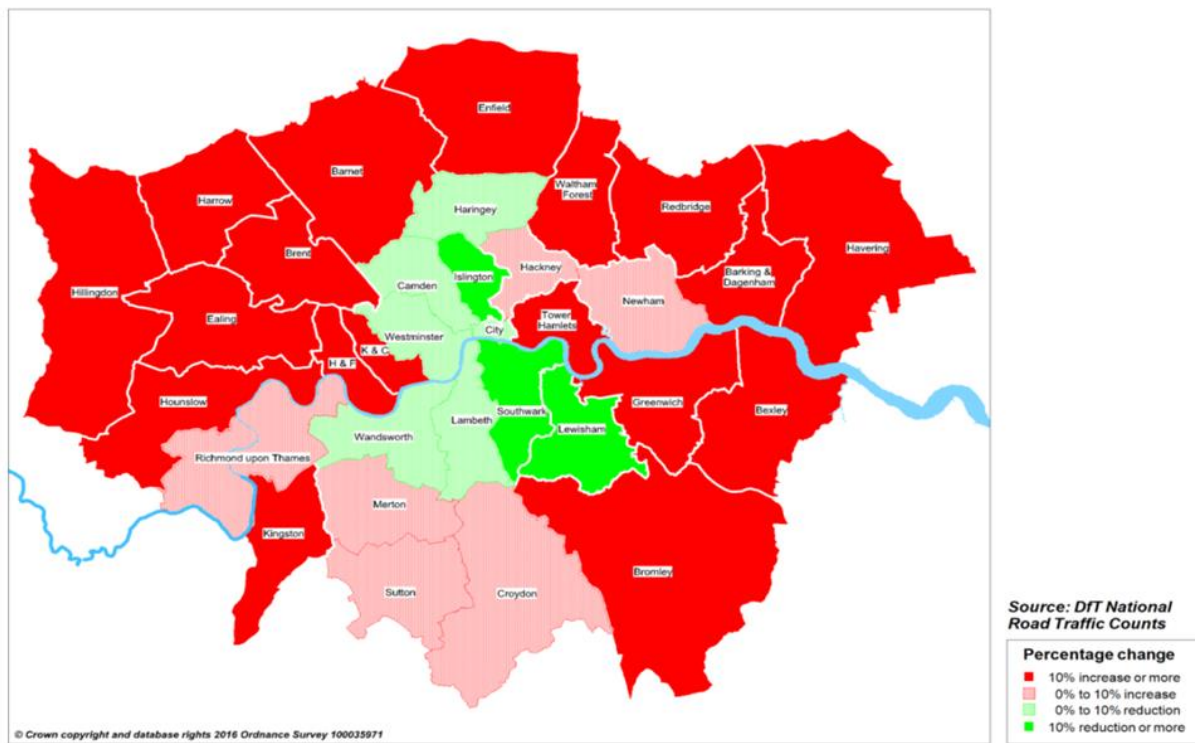 Enfield
Barnet
Harrow
Haringey
Waltham
Forest
Redbridge
Havering
Brent
Hackney
Islington
Camden
Barking &
Dagenham
Hillingdon
Newham
Ealing
Tower
Hamlets
City
Westminster
K & C
H & F
Hounslow
Greenwich
Bexley
Southwark
Lambeth
Lewisham
Wandsworth
Richmond upon Thames
Merton
Kingston
Bromley
Sutton
Croydon
Source: DfT National
Road Traffic Counts
Percentage change
10% increase or more
0% to 10% increase
0% to 10% reduction
10% reduction or more
© Crown copyright and database rights 2016 Ordnance Survey 100035971